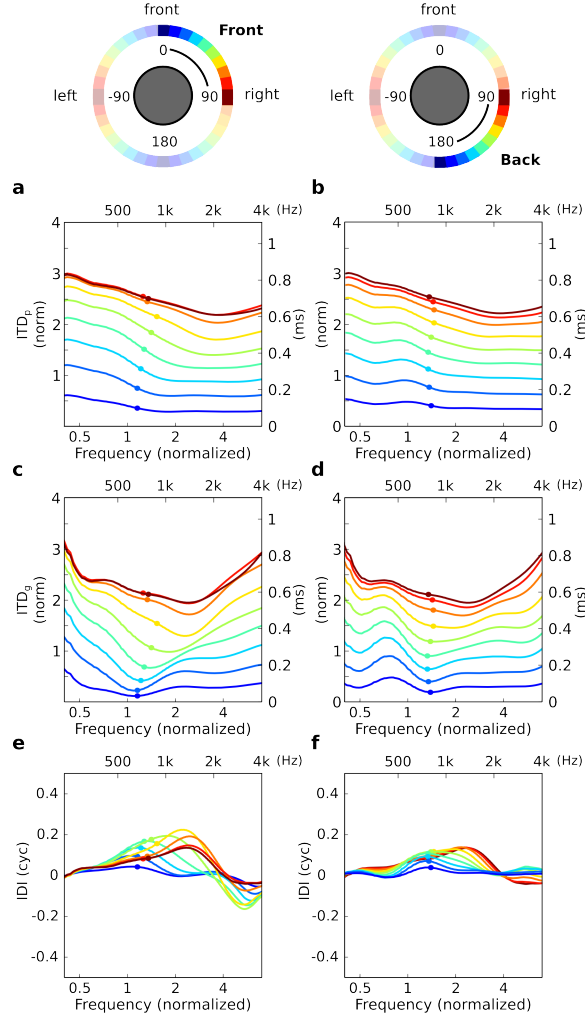 front front
Front
0 0
left -90 90 right left -90 90 right
180 180
Back
a b
500 1k 2k 4k (Hz) 500 1k 2k 4k (Hz)
4 4
1 1
3 0.8 3 0.8
ITDp (norm) 0.6 (ms) (norm) 0.6 (ms)
2 2
0.4 0.4
1 0.2 1 0.2
0 0
0.5 1 2 4 0.5 1 2 4
Frequency (normalized) Frequency (normalized)
c d
500 1k 2k 4k (Hz) 500 1k 2k 4k (Hz)
4 4
1 1
3 0.8 3 0.8
ITDg (norm) 0.6 (ms) (norm) 0.6 (ms)
2 2
0.4 0.4
1 0.2 1 0.2
0 0
0.5 1 2 4 0.5 1 2 4
Frequency (normalized) Frequency (normalized)
e f
500 1k 2k 4k (Hz) 500 1k 2k 4k (Hz)
0.4 0.4
0.2 0.2
IDI (cyc) 0 IDI (cyc) 0
-0.2 -0.2
-0.4 -0.4
0.5 1 2 4 0.5 1 2 4
Frequency (normalized) Frequency (normalized)